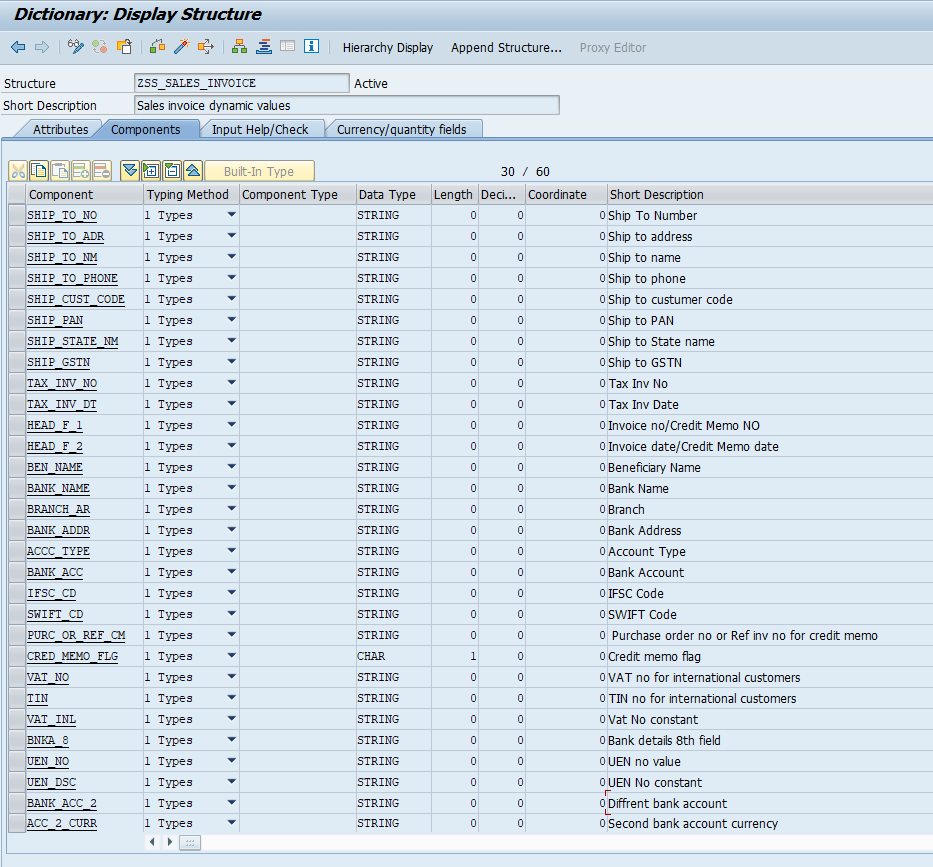 Dictionary: Display Structure
Hierarchy Display Append Structure... Proxy Editor
Structure ZSS_SALES_INVOICE Active
Short Description Sales invoice dynamic values
Attributes Components Input Help/Check Currency/quantity fields
Built-In Type 30 / 60
Component Typing Method Component Type Data Type Length Deci... Coordinate Short Description
SHIP_TO_NO 1 Types STRING 0 0 0 Ship To Number
SHIP_TO_ADR 1 Types STRING 0 0 0 Ship to address
SHIP_TO_NM 1 Types STRING 0 0 0 Ship to name
SHIP_TO_PHONE 1 Types STRING 0 0 0 Ship to phone
SHIP_CUST_CODE 1 Types STRING 0 0 0 Ship to custumer code
SHIP_PAN 1 Types STRING 0 0 0 Ship to PAN
SHIP_STATE_NM 1 Types STRING 0 0 0 Ship to State name
SHIP_GSTN 1 Types STRING 0 0 0 Ship to GSTN
TAX_INV_NO 1 Types STRING 0 0 0 Tax Inv No
TAX_INV_DT 1 Types STRING 0 0 0 Tax Inv Date
HEAD_F_1 1 Types STRING 0 0 0 Invoice no/Credit Memo NO
HEAD_F_2 1 Types STRING 0 0 0 Invoice date/Credit Memo date
BEN_NAME 1 Types STRING 0 0 0 Beneficiary Name
BANK_NAME 1 Types STRING 0 0 0 Bank Name
BRANCH_AR 1 Types STRING 0 0 0 Branch
BANK_ADDR 1 Types STRING 0 0 0 Bank Address
ACCC_TYPE 1 Types STRING 0 0 0 Account Type
BANK_ACC 1 Types STRING 0 0 0 Bank Account
IFSC_CD 1 Types STRING 0 0 0 IFSC Code
SWIFT_CD 1 Types STRING 0 0 0 SWIFT Code
PURC_OR_REF_CM 1 Types STRING 0 0 0 Purchase order no or Ref inv no for credit memo
CRED_MEMO_FLG 1 Types CHAR 1 0 0 Credit memo flag
VAT_NO 1 Types STRING 0 0 0 VAT no for international customers
TIN 1 Types STRING 0 0 0 TIN no for international customers
VAT_INL 1 Types STRING 0 0 0 Vat No constant
BNKA_8 1 Types STRING 0 0 0 Bank details 8th field
UEN_NO 1 Types STRING 0 0 0 UEN no value
UEN_DSC 1 Types STRING 0 0 0 UEN No constant
BANK_ACC_2 1 Types STRING 0 0 0 Diffrent bank account
ACC_2_CURR 1 Types STRING 0 0 0 Second bank account currency